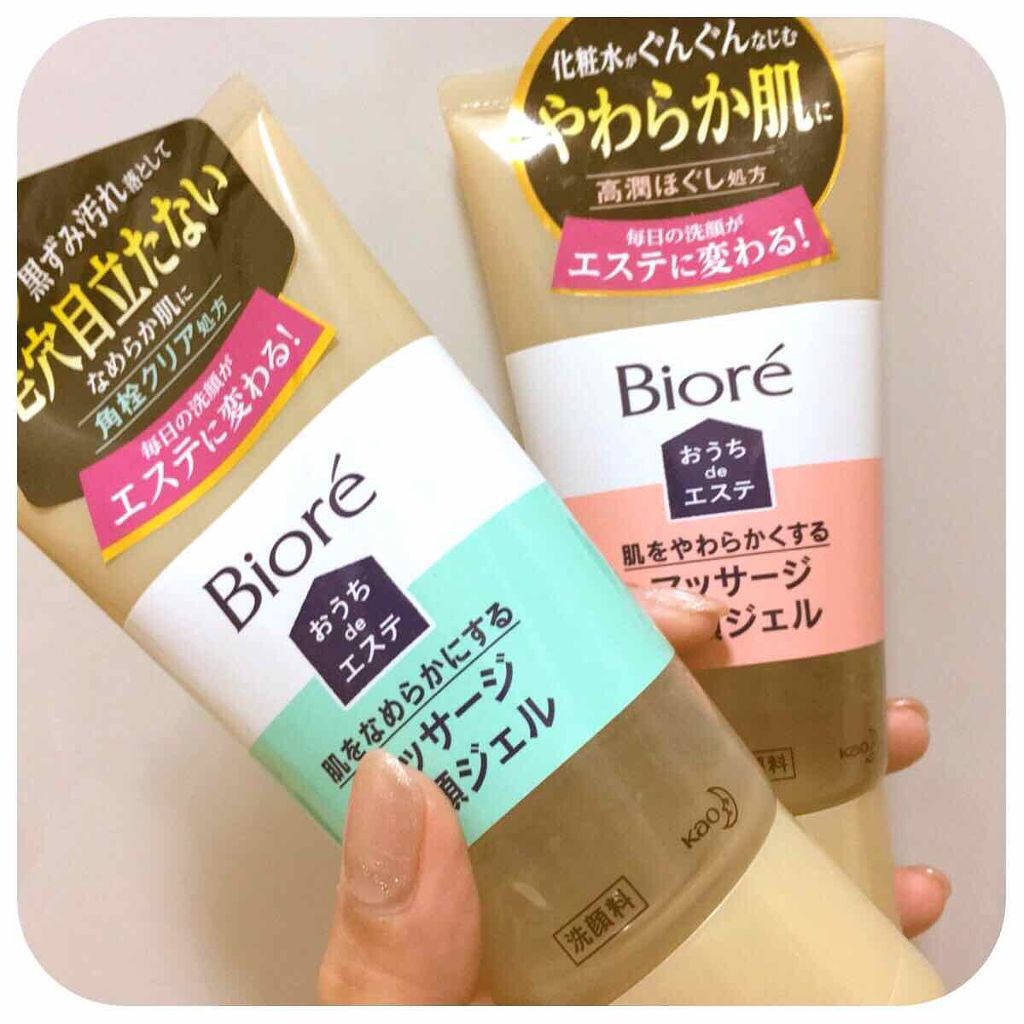 黒ずみ汚れ落として
毛穴目立たない
なめらか肌に
角栓クリア処方
毎日の洗顔が
エステに変わる!
Bioré
おうち
de
エステ
肌をなめらかにする
ッサージ
顔ジェル
Kao
洗顔料
化粧水がぐんぐんなじむ
やわらか肌に
高潤ほぐし処方
毎日の洗顔が
エステに変わる!
Bioré
おうち
de
エステ
肌をやわらかくする
マッサージ
顔ジェル
顔料
Kao